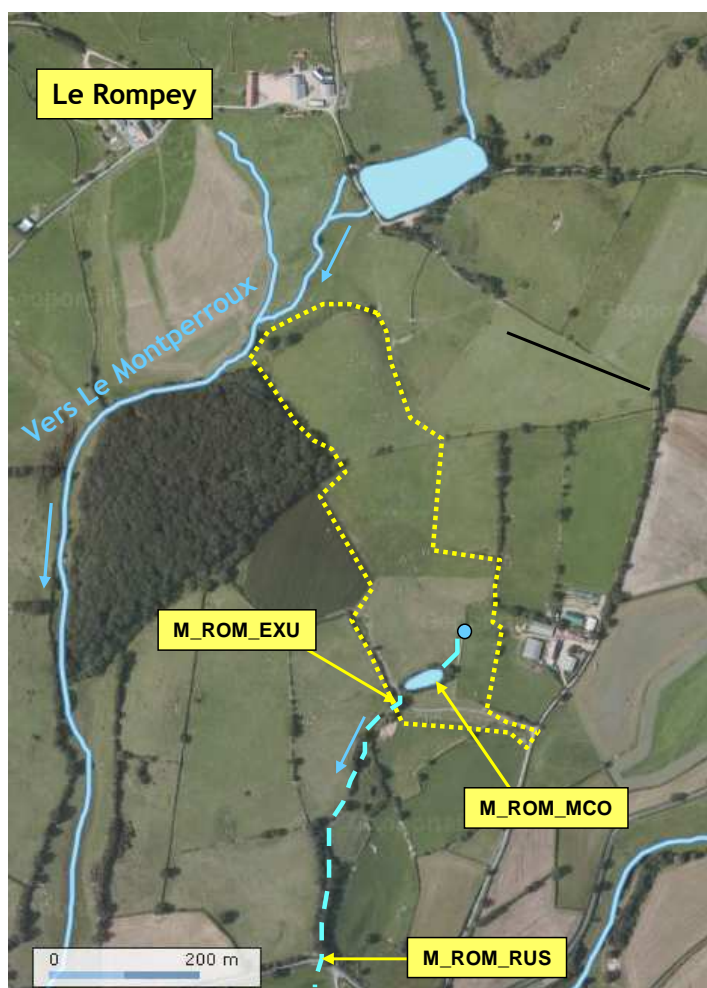 Le Rompey
Vers Le Montperroux
M_ROM_EXU
M_ROM_MCO
M_ROM_RUS
0 200 m